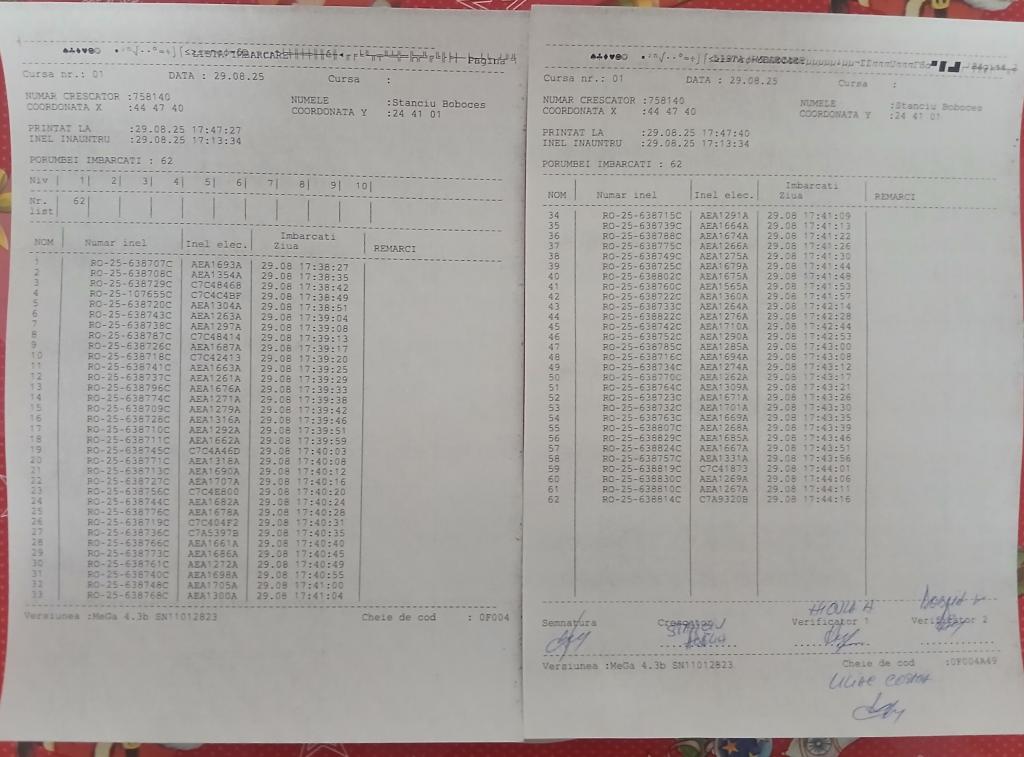 LISTA IMBARCARE Pagina
Cursa nr.: 01 DATA : 29.08.25 Cursa :
NUMAR CRESCATOR :758140 NUMELE :Stanciu Boboces
COORDONATA X :44 47 40 COORDONATA Y :24 41 01
PRINTAT LA :29.08.25 17:47:27
INEL INAUNTRU :29.08.25 17:13:34
PORUMBEI IMBARCATI : 62
Niv | 1| 2| 3| 4| 5| 6| 7| 8| 9| 10|
Nr. list | 62|
NOM Numar inel Inel elec. Imbarcati Ziua REMARCI
1 RO-25-638707C AEA1693A 29.08 17:38:27
2 RO-25-638708C AEA1354A 29.08 17:38:35
3 RO-25-638729C C7C48468 29.08 17:38:42
4 RO-25-107655C C7C4C4BF 29.08 17:38:49
5 RO-25-638720C AEA1304A 29.08 17:38:51
6 RO-25-638743C AEA1263A 29.08 17:39:04
7 RO-25-638738C AEA1297A 29.08 17:39:08
8 RO-25-638787C C7C48414 29.08 17:39:13
9 RO-25-638726C AEA1687A 29.08 17:39:17
10 RO-25-638718C C7C42413 29.08 17:39:20
11 RO-25-638741C AEA1663A 29.08 17:39:25
12 RO-25-638737C AEA1261A 29.08 17:39:29
13 RO-25-638796C AEA1676A 29.08 17:39:33
14 RO-25-638774C AEA1271A 29.08 17:39:38
15 RO-25-638709C AEA1279A 29.08 17:39:42
16 RO-25-638728C AEA1316A 29.08 17:39:46
17 RO-25-638710C AEA1292A 29.08 17:39:51
18 RO-25-638711C AEA1662A 29.08 17:39:59
19 RO-25-638745C C7C4A46D 29.08 17:40:03
20 RO-25-638771C AEA1318A 29.08 17:40:08
21 RO-25-638713C AEA1690A 29.08 17:40:12
22 RO-25-638727C AEA1707A 29.08 17:40:16
23 RO-25-638756C C7C4E800 29.08 17:40:20
24 RO-25-638744C AEA1682A 29.08 17:40:24
25 RO-25-638776C AEA1678A 29.08 17:40:28
26 RO-25-638719C C7C404F2 29.08 17:40:31
27 RO-25-638736C C7A5397B 29.08 17:40:35
28 RO-25-638766C AEA1661A 29.08 17:40:40
29 RO-25-638773C AEA1686A 29.08 17:40:45
30 RO-25-638761C AEA1272A 29.08 17:40:49
31 RO-25-638740C AEA1698A 29.08 17:40:55
32 RO-25-638748C AEA1705A 29.08 17:41:00
33 RO-25-638768C AEA1300A 29.08 17:41:04
Versiunea :MeGa 4.3b SN11012823 Cheie de cod : 0F004
Cursa nr.: 01 DATA : 29.08.25 Cursa :
NUMAR CRESCATOR :758140 NUMELE :Stanciu Boboces
COORDONATA X :44 47 40 COORDONATA Y :24 41 01
PRINTAT LA :29.08.25 17:47:40
INEL INAUNTRU :29.08.25 17:13:34
PORUMBEI IMBARCATI : 62
NOM Numar inel Inel elec. Imbarcati Ziua REMARCI
34 RO-25-638715C AEA1291A 29.08 17:41:09
35 RO-25-638739C AEA1664A 29.08 17:41:13
36 RO-25-638788C AEA1674A 29.08 17:41:22
37 RO-25-638775C AEA1266A 29.08 17:41:26
38 RO-25-638749C AEA1275A 29.08 17:41:30
39 RO-25-638725C AEA1679A 29.08 17:41:44
40 RO-25-638802C AEA1675A 29.08 17:41:48
41 RO-25-638760C AEA1565A 29.08 17:41:53
42 RO-25-638722C AEA1360A 29.08 17:41:57
43 RO-25-638733C AEA1264A 29.08 17:42:14
44 RO-25-638822C AEA1276A 29.08 17:42:28
45 RO-25-638742C AEA1710A 29.08 17:42:44
46 RO-25-638752C AEA1290A 29.08 17:42:53
47 RO-25-638785C AEA1285A 29.08 17:43:00
48 RO-25-638716C AEA1694A 29.08 17:43:08
49 RO-25-638734C AEA1274A 29.08 17:43:12
50 RO-25-638770C AEA1262A 29.08 17:43:17
51 RO-25-638764C AEA1309A 29.08 17:43:21
52 RO-25-638723C AEA1671A 29.08 17:43:26
53 RO-25-638732C AEA1701A 29.08 17:43:30
54 RO-25-638763C AEA1669A 29.08 17:43:35
55 RO-25-638807C AEA1268A 29.08 17:43:39
56 RO-25-638829C AEA1685A 29.08 17:43:46
57 RO-25-638824C AEA1667A 29.08 17:43:51
58 RO-25-638757C AEA1331A 29.08 17:43:56
59 RO-25-638819C C7C41873 29.08 17:44:01
60 RO-25-638830C AEA1269A 29.08 17:44:06
61 RO-25-638810C AEA1267A 29.08 17:44:11
62 RO-25-638814C C7A9320B 29.08 17:44:16
Semnatura Crescator Verificator 1 Verificator 2
Versiunea :MeGa 4.3b SN11012823 Cheie de cod :0F004A49